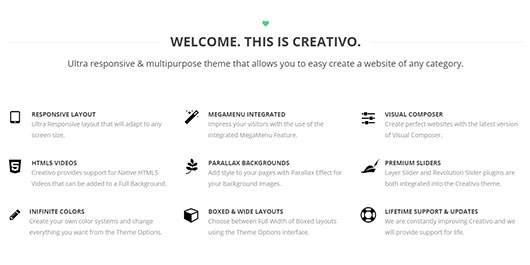 WELCOME. THIS IS CREATIVO.
Ultra responsive & multipurpose theme that allows you to easy create a website of any category.
RESPONSIVE LAYOUT
Ultra Responsive layout that will adapt to any
screen size.
MEGAMENU INTEGRATED
Impress your visitors with the use of the
integrated MegaMenu Feature.
VISUAL COMPOSER
Create perfect websites with the latest version
of Visual Composer.
HTML5 VIDEOS
Creativo provides support for Native HTML5
Videos that can be added to a Full Background.
PARALLAX BACKGROUNDS
Add style to your pages with Parallax Effect for
your background images.
PREMIUM SLIDERS
Layer Slider and Revolution Slider plugins are
both integrated into the Creativo theme.
INIFINITE COLORS
Create your own color systems and change
everything you want from the Theme Options.
BOXED & WIDE LAYOUTS
Choose between Full Width of Boxed layouts
using the Theme Options interface.
LIFETIME SUPPORT & UPDATES
We are constantly improving Creativo and we
will provide support for life.